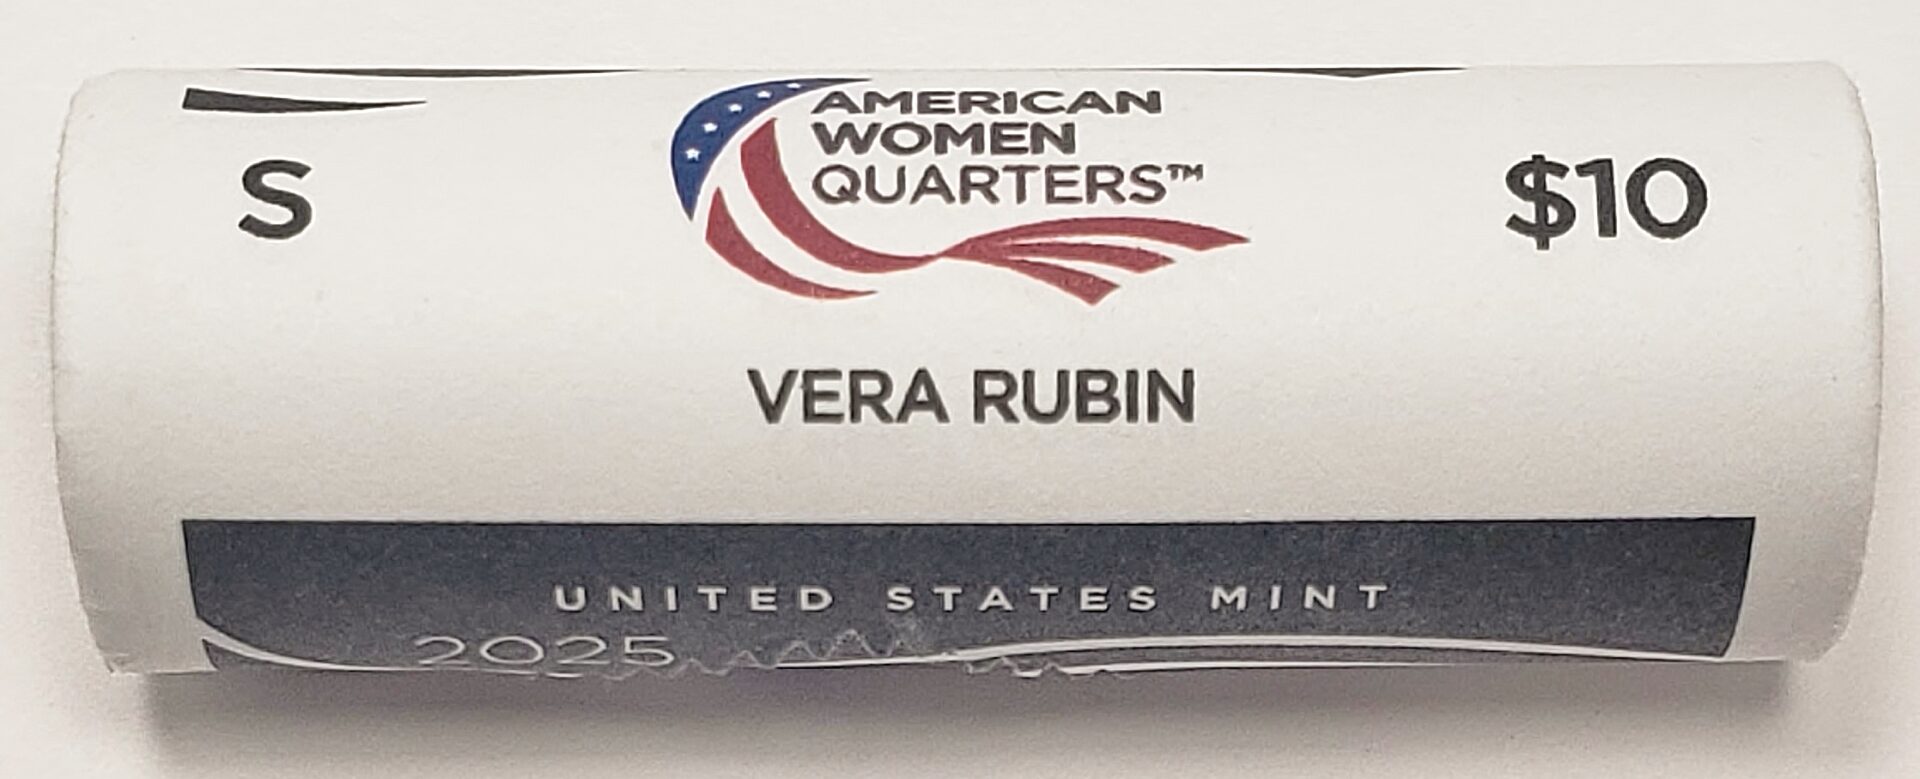 AMERICAN
WOMEN
QUARTERS™
S
$10
VERA RUBIN
UNITED STATES MINT
2025